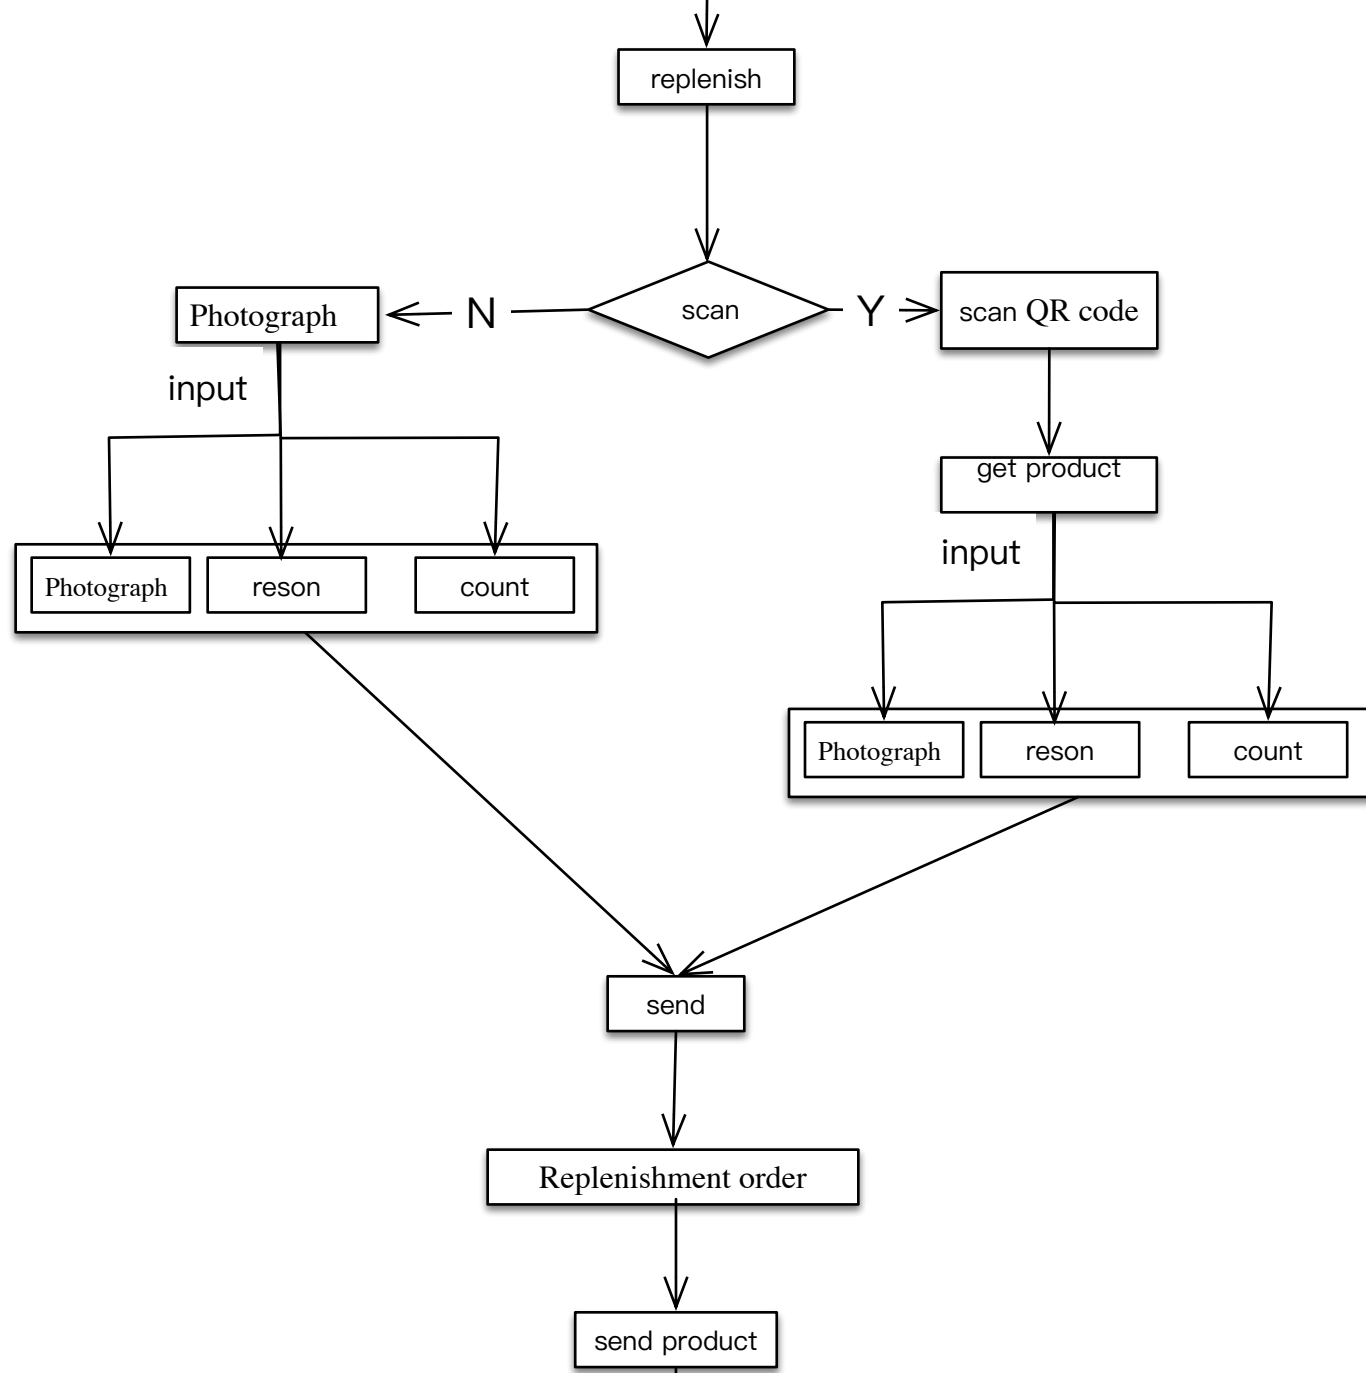 replenish
Photograph
N
scan
Y
scan QR code
input
get product
input
Photograph
reson
count
Photograph
reson
count
send
Replenishment order
send product